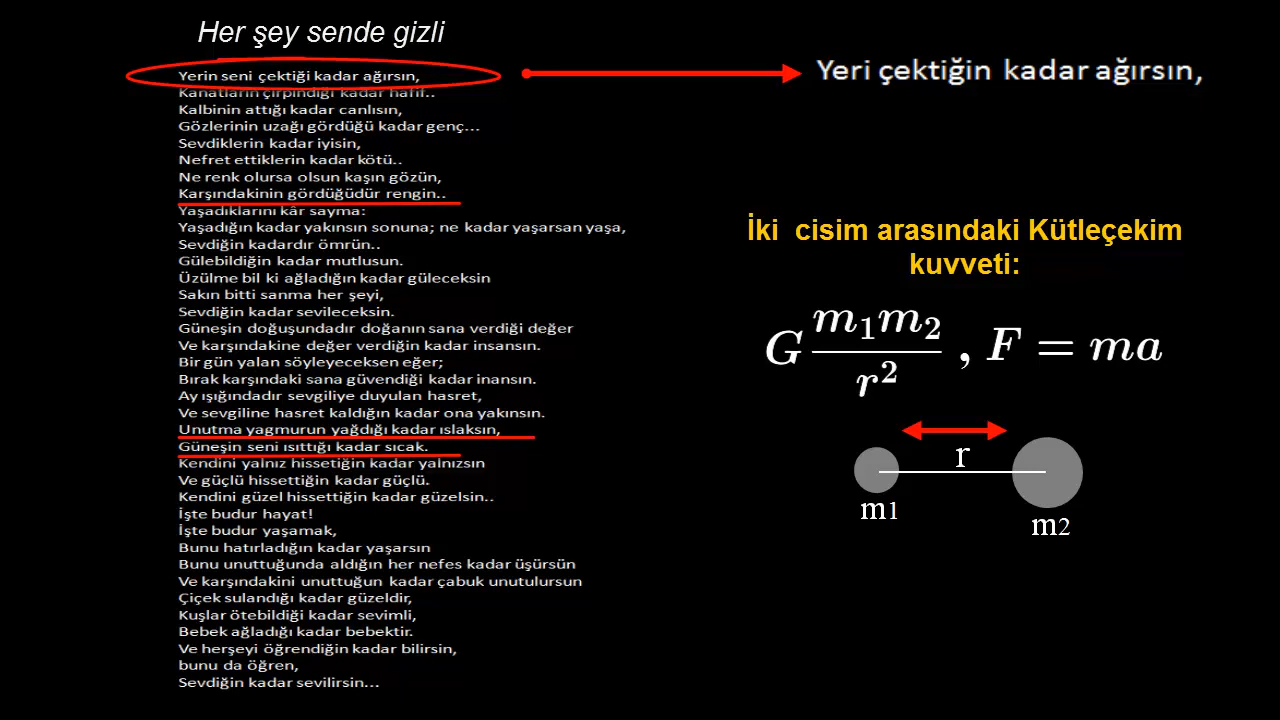 Her şey sende gizli
Yerin seni çektiği kadar ağırsın,
Kanatların çırpındığı kadar hafif..
Kalbinin attığı kadar canlısın,
Gözlerinin uzağı gördüğü kadar genç...
Sevdiklerin kadar iyisin,
Nefret ettiklerin kadar kötü..
Ne renk olursa olsun kaşın gözün,
Karşındakinin gördüğüdür rengin..
Yaşadıklarını kâr sayma:
Yaşadığın kadar yakınsın sonuna; ne kadar yaşarsan yaşa,
Sevdiğin kadardır ömrün..
Gülebildiğin kadar mutlusun.
Üzülme bil ki ağladığın kadar güleceksin
Sakın bitti sanma her şeyi,
Sevdiğin kadar sevileceksin.
Güneşin doğuşundadır doğanın sana verdiği değer
Ve karşındakine değer verdiğin kadar insansın.
Bir gün yalan söyleyeceksen eğer;
Bırak karşındaki sana güvendiği kadar inansın.
Ay ışığındadır sevgiliye duyulan hasret,
Ve sevgiline hasret kaldığın kadar ona yakınsın.
Unutma yagmurun yağdığı kadar ıslaksın,
Güneşin seni ısıttığı kadar sıcak.
Kendini yalnız hissetiğin kadar yalnızsın
Ve güçlü hissettiğin kadar güçlü.
Kendini güzel hissettiğin kadar güzelsin..
İşte budur hayat!
İşte budur yaşamak,
Bunu hatırladığın kadar yaşarsın
Bunu unuttuğunda aldığın her nefes kadar üşürsün
Ve karşındakini unuttuğun kadar çabuk unutulursun
Çiçek sulandığı kadar güzeldir,
Kuşlar ötebildiği kadar sevimli,
Bebek ağladığı kadar bebektir.
Ve herşeyi öğrendiğin kadar bilirsin,
bunu da öğren,
Sevdiğin kadar sevilirsin...
Yeri çektiğin kadar ağırsın,
İki cisim arasındaki Kütleçekim
kuvveti:
G m₁m₂ / r² , F = ma
r
m1
m2